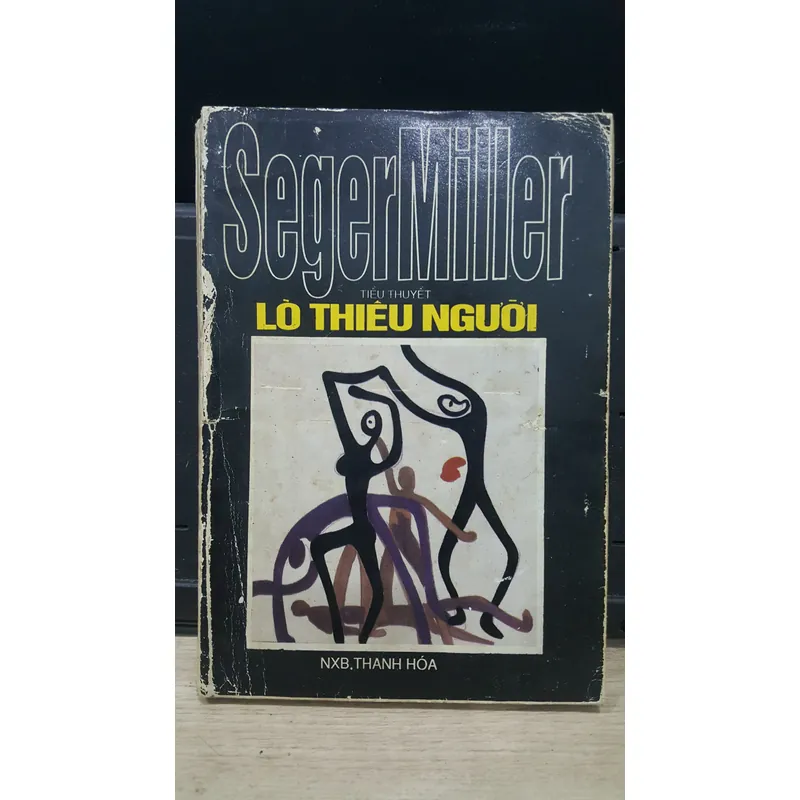 SegerMiller
TIỂU THUYẾT
LÒ THIÊU NGƯỜI
NXB.THANH HÓA